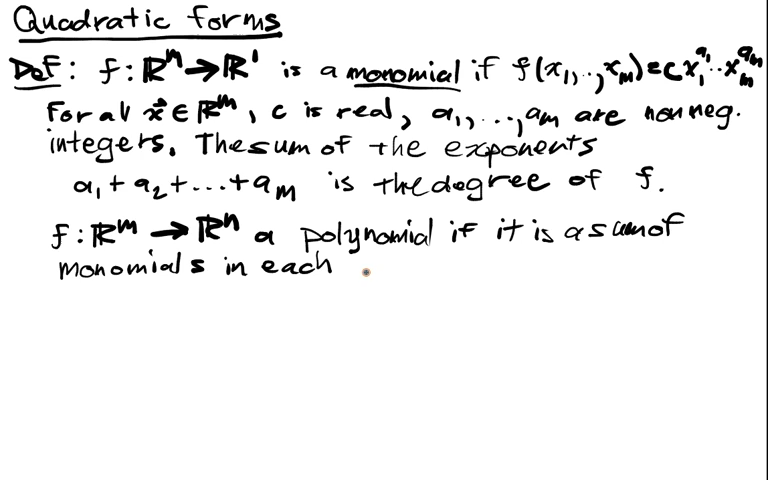 Quadratic forms
Def: f: ℝᵐ → ℝ¹ is a monomial if f(x₁,..,xₘ) = c x₁^a₁ ... xₘ^aₘ
For all x⃗ ∈ ℝᵐ, c is real, a₁,...,aₘ are nonneg.
integers. The sum of the exponents
a₁ + a₂ + ... + aₘ is the degree of f.
f: ℝᵐ → ℝⁿ a polynomial if it is a sum of
monomials in each